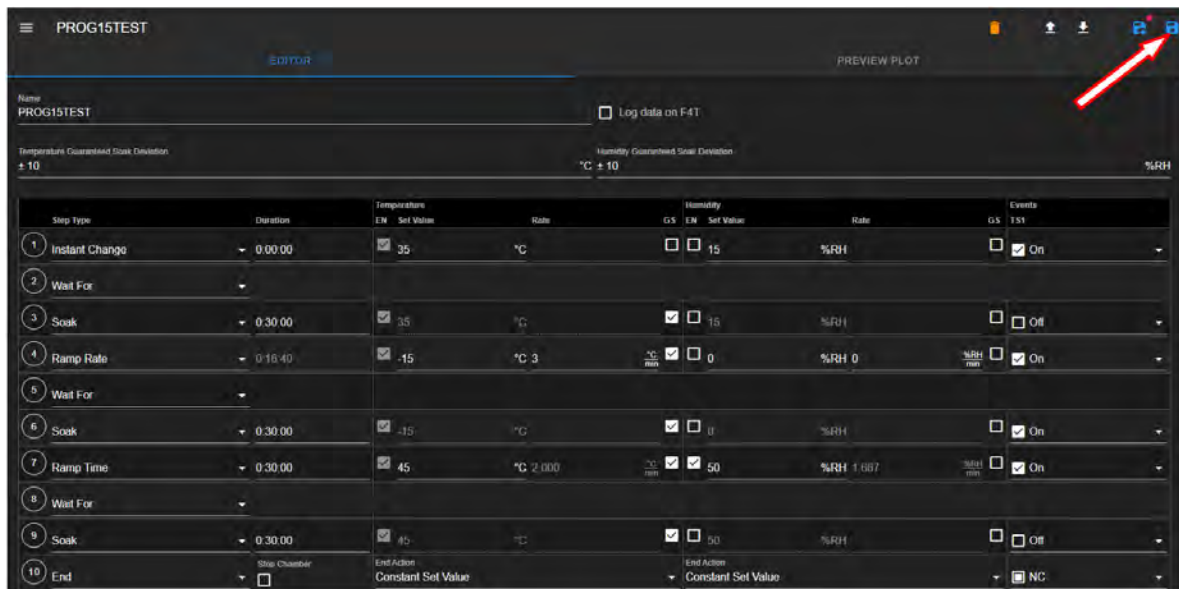 PROG15TEST
EDITOR PREVIEW PLOT
Name
PROG15TEST
Log data on F4T
Temperature Guaranteed Soak Deviation Humidity Guaranteed Soak Deviation
± 10 °C ± 10 %RH
Temperature Humidity Events
Step Type Duration EN Set Value Rate GS EN Set Value Rate GS TS1
1 Instant Change 0:00:00 35 °C 15 %RH On
2 Wait For
3 Soak 0:30:00 35 °C 15 %RH Off
4 Ramp Rate 0:16:40 -15 °C 3 °C/min 0 %RH 0 %RH/min On
5 Wait For
6 Soak 0:30:00 -15 °C 0 %RH On
7 Ramp Time 0:30:00 45 °C 2.000 °C/min 50 %RH 1.667 %RH/min On
8 Wait For
9 Soak 0:30:00 45 °C 50 %RH Off
Stop Chamber End Action End Action
10 End Constant Set Value Constant Set Value NC